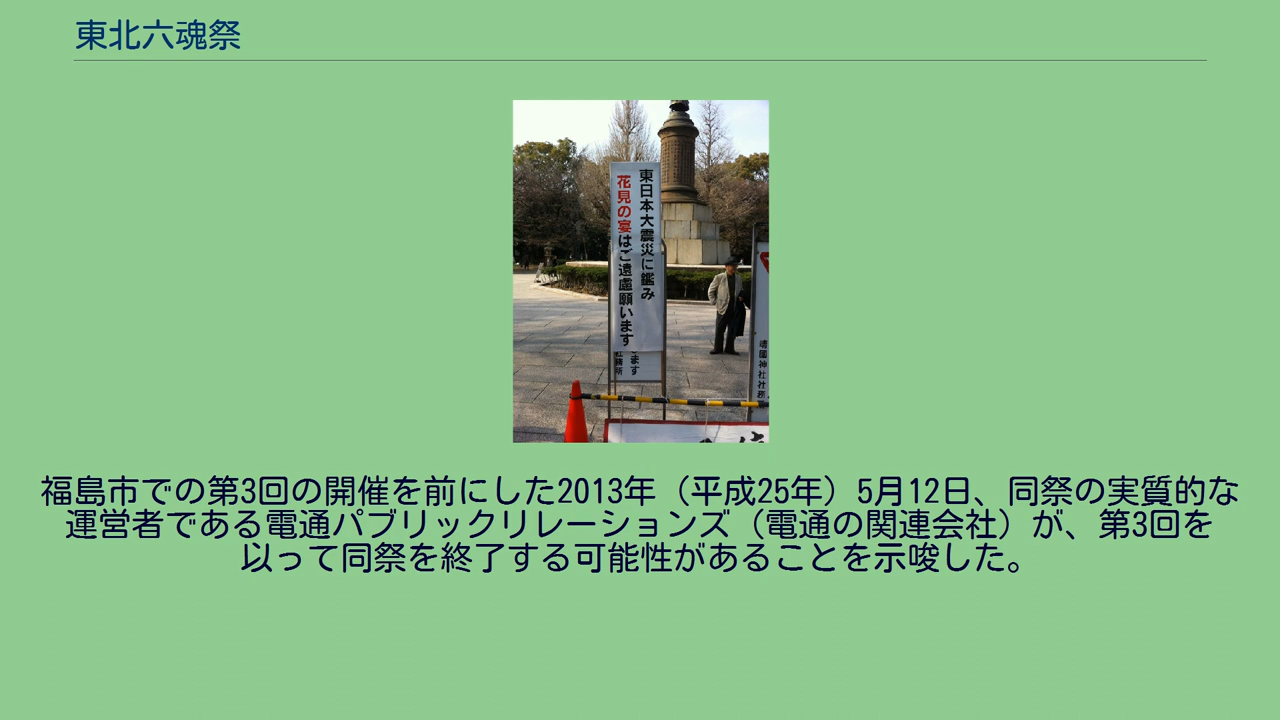 東北六魂祭
東日本大震災に鑑み
花見の宴はご遠慮願います
ます
社務所
靖國神社社務所
福島市での第3回の開催を前にした2013年（平成25年）5月12日、同祭の実質的な
運営者である電通パブリックリレーションズ（電通の関連会社）が、第3回を
以って同祭を終了する可能性があることを示唆した。